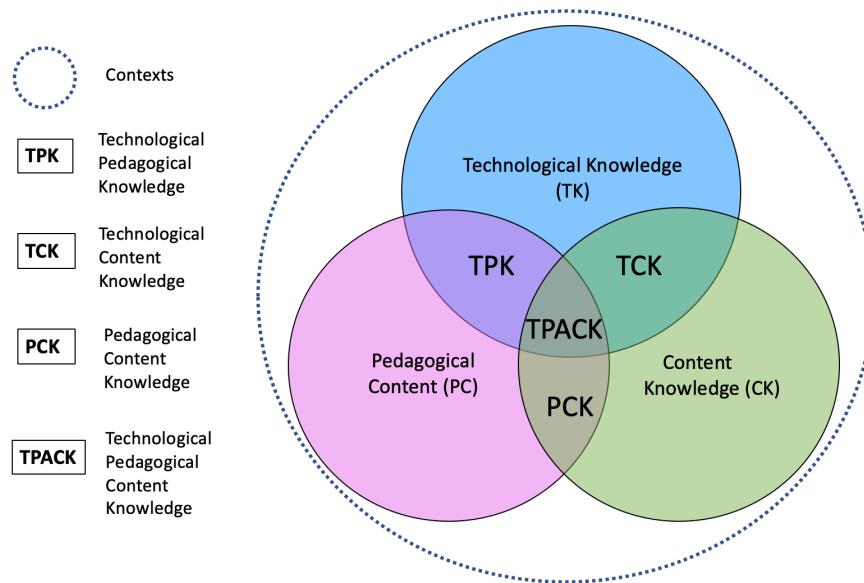 Contexts
TPK
Technological
Pedagogical
Knowledge
TCK
Technological
Content
Knowledge
PCK
Pedagogical
Content
Knowledge
TPACK
Technological
Pedagogical
Content
Knowledge
Technological Knowledge
(TK)
TPK
TCK
TPACK
Pedagogical
Content (PC)
Content
Knowledge (CK)
PCK